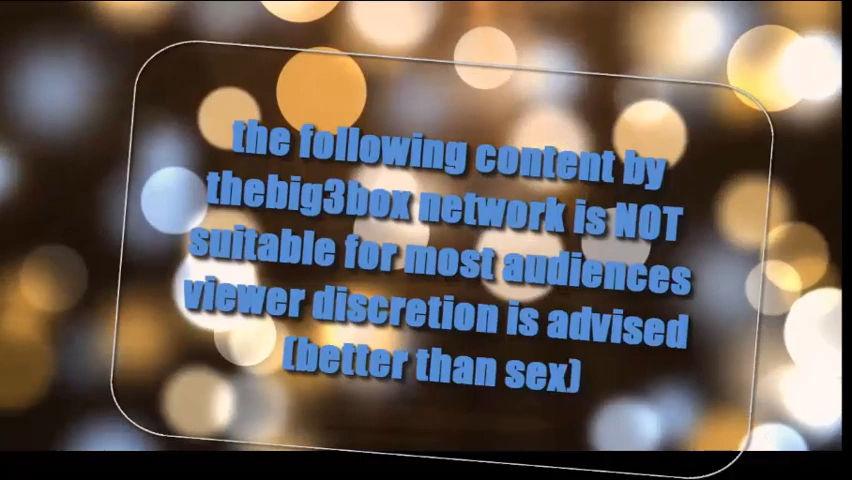 the following content by
thebig3box network is NOT
suitable for most audiences
viewer discretion is advised
(better than sex)